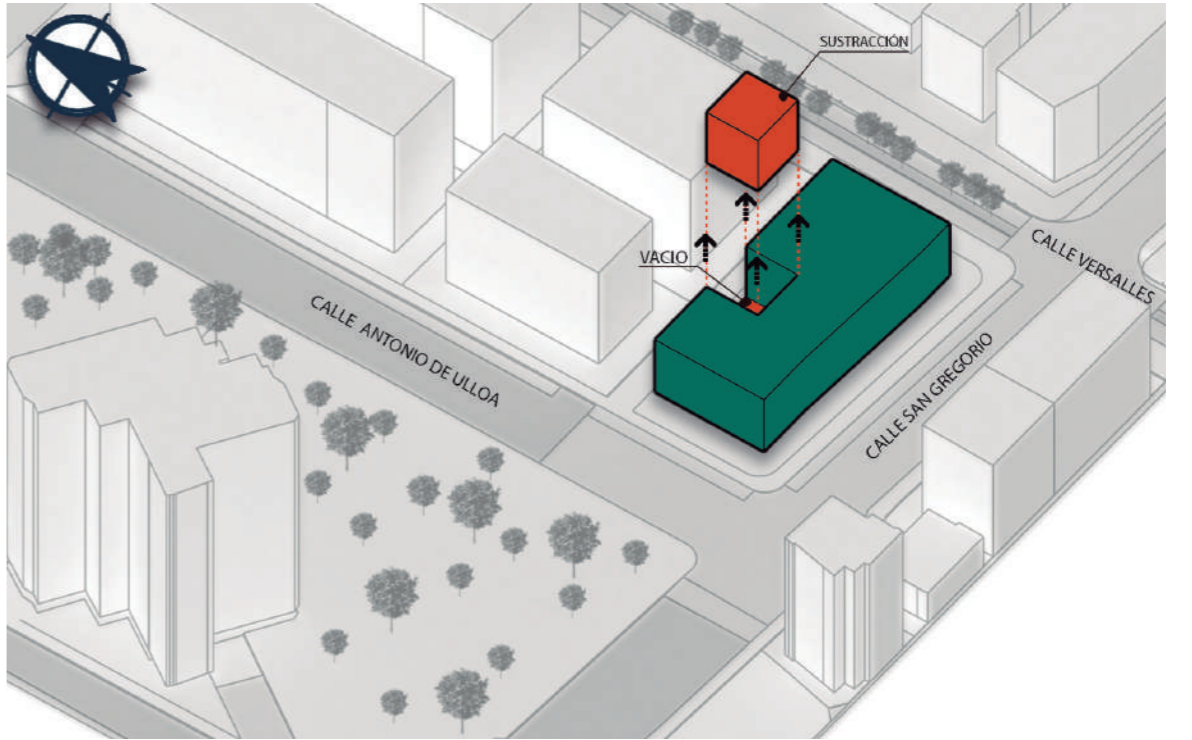 SUSTRACCIÓN
VACIO
CALLE VERSALLES
CALLE ANTONIO DE ULLOA
CALLE SAN GREGORIO